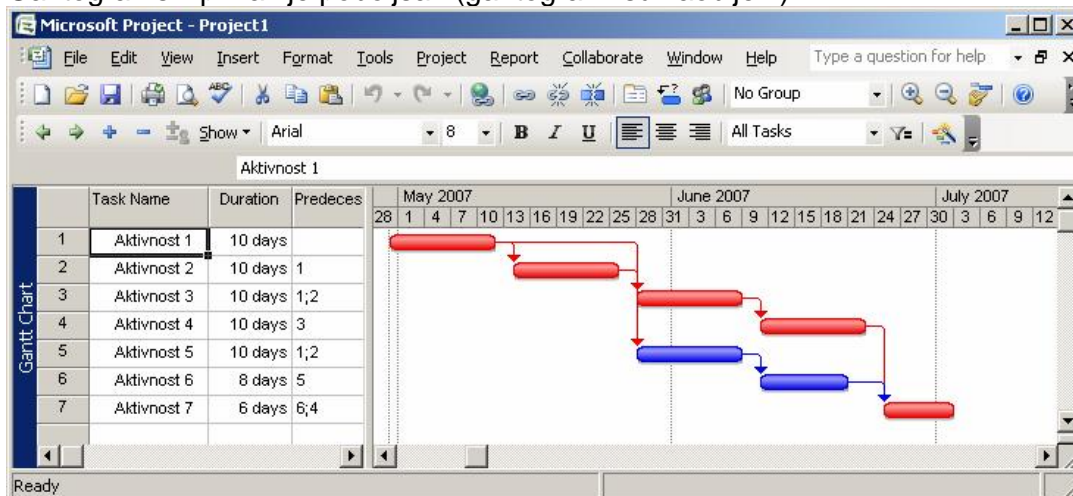 Microsoft Project - Project1
File Edit View Insert Format Tools Project Report Collaborate Window Help Type a question for help
No Group
Show Arial 8 B I U All Tasks
Aktivnost 1
Task Name Duration Predeces May 2007 June 2007 July 2007
28 1 4 7 10 13 16 19 22 25 28 31 3 6 9 12 15 18 21 24 27 30 3 6 9 12
1 Aktivnost 1 10 days
2 Aktivnost 2 10 days 1
3 Aktivnost 3 10 days 1;2
4 Aktivnost 4 10 days 3
5 Aktivnost 5 10 days 1;2
6 Aktivnost 6 8 days 5
7 Aktivnost 7 6 days 6;4
Gantt Chart
Ready